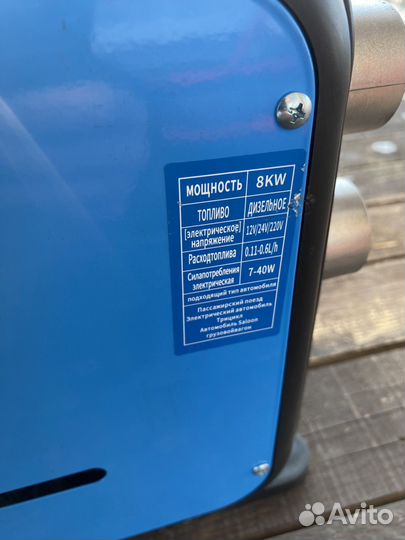 МОЩНОСТЬ 8KW
ТОПЛИВО ДИЗЕЛЬНОЕ
[электрическое] напряжение 12V/24V/220V
Расходтоплива 0.11-0.6L/h
Силапотребления электрическая 7-40W
подходящий тип автомобиля
Пассажирский поезд
Электрический автомобиль
Трицикл
Автомобиль Saloon
грузовойвагон
Avito